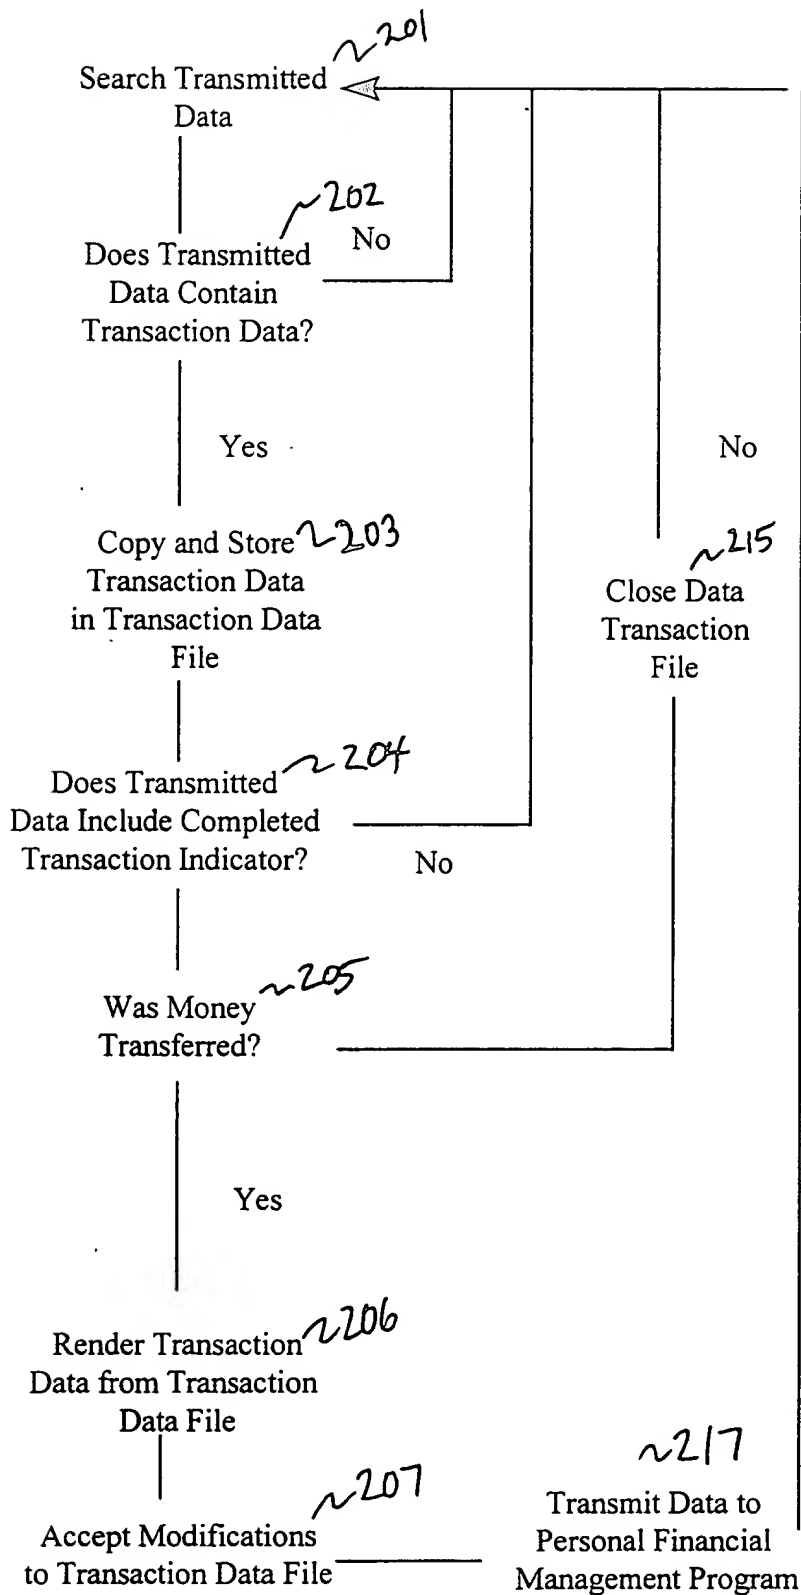 201
Search Transmitted
Data
202
No
Does Transmitted
Data Contain
Transaction Data?
Yes
No
203
Copy and Store
Transaction Data
in Transaction Data
File
215
Close Data
Transaction
File
204
Does Transmitted
Data Include Completed
Transaction Indicator?
No
205
Was Money
Transferred?
Yes
206
Render Transaction
Data from Transaction
Data File
207
Accept Modifications
to Transaction Data File
217
Transmit Data to
Personal Financial
Management Program